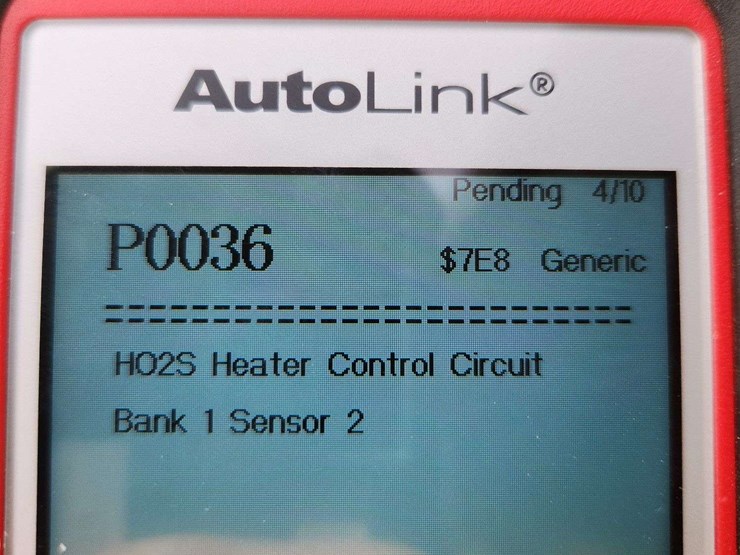 AutoLink®
Pending 4/10
P0036
$7E8 Generic
==============================
HO2S Heater Control Circuit
Bank 1 Sensor 2